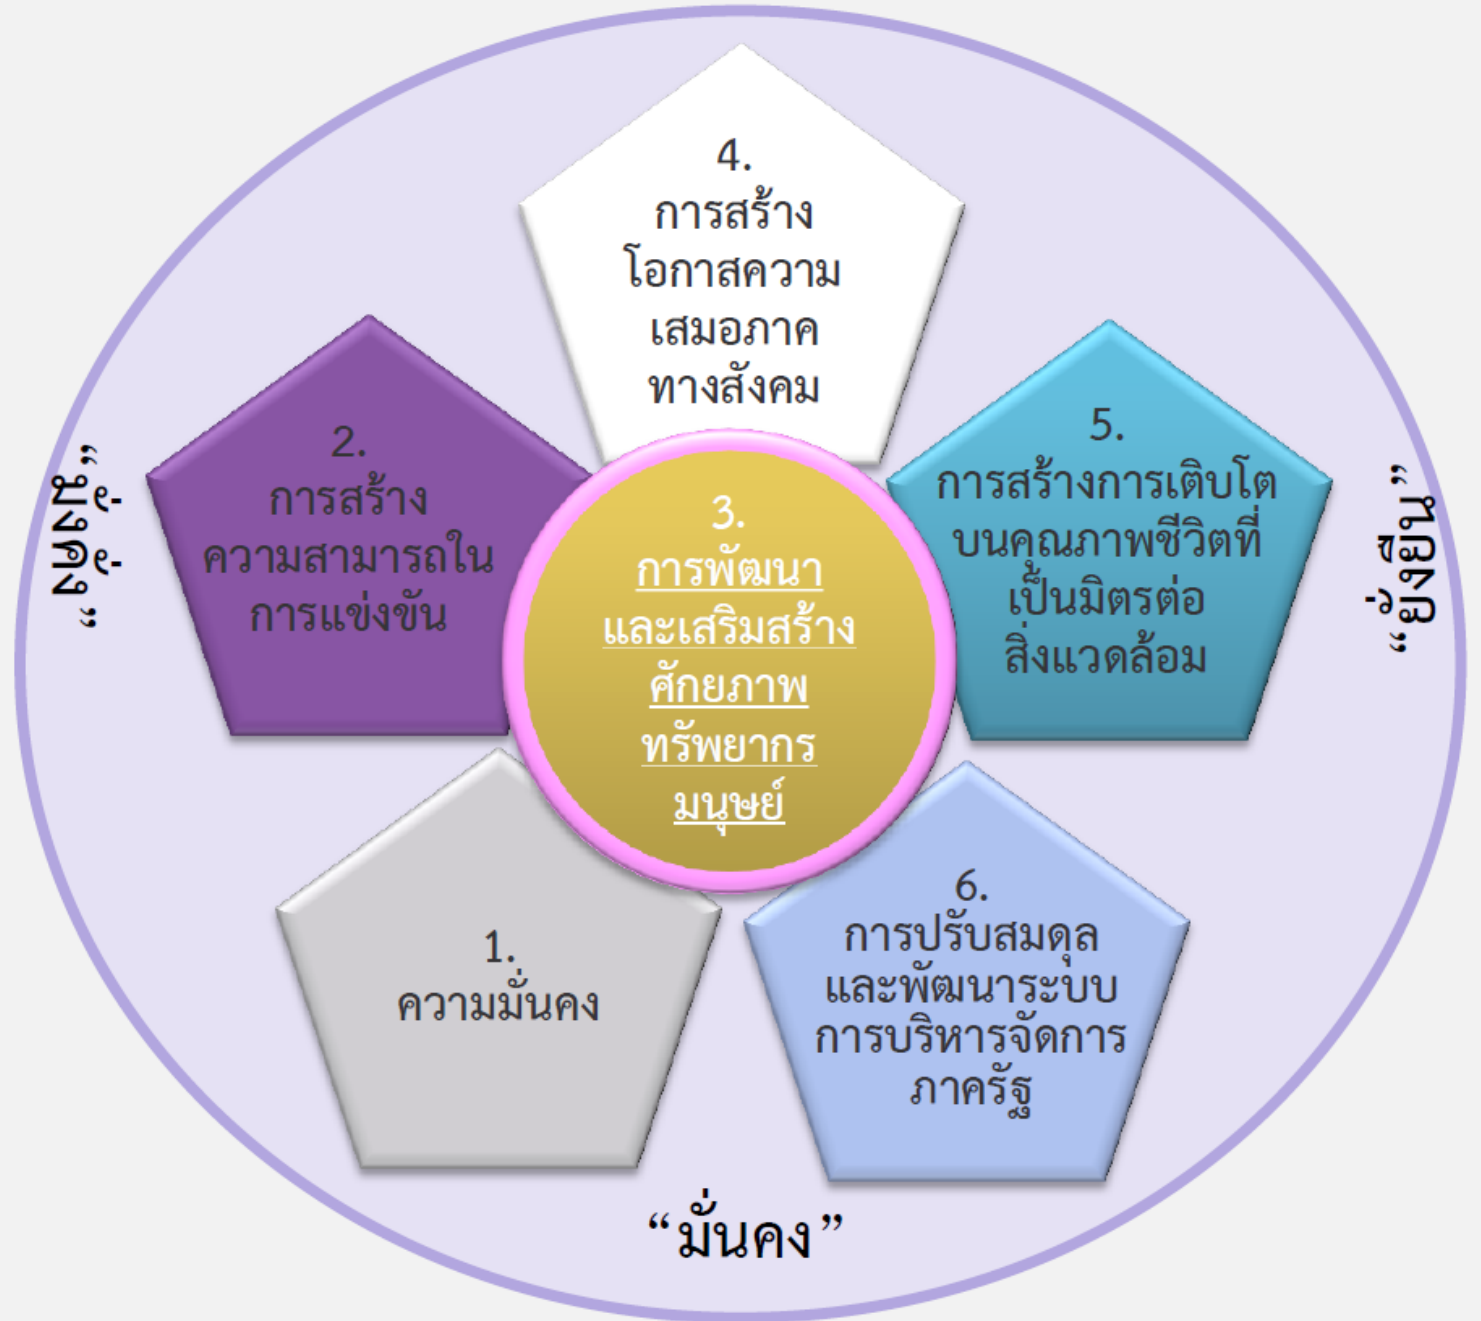 4.
การสร้าง
โอกาสความ
เสมอภาค
ทางสังคม
2.
การสร้าง
ความสามารถใน
การแข่งขัน
5.
การสร้างการเติบโต
บนคุณภาพชีวิตที่
เป็นมิตรต่อ
สิ่งแวดล้อม
“มั่งคั่ง”
“ยั่งยืน”
3.
การพัฒนา
และเสริมสร้าง
ศักยภาพ
ทรัพยากร
มนุษย์
1.
ความมั่นคง
6.
การปรับสมดุล
และพัฒนาระบบ
การบริหารจัดการ
ภาครัฐ
“มั่นคง”